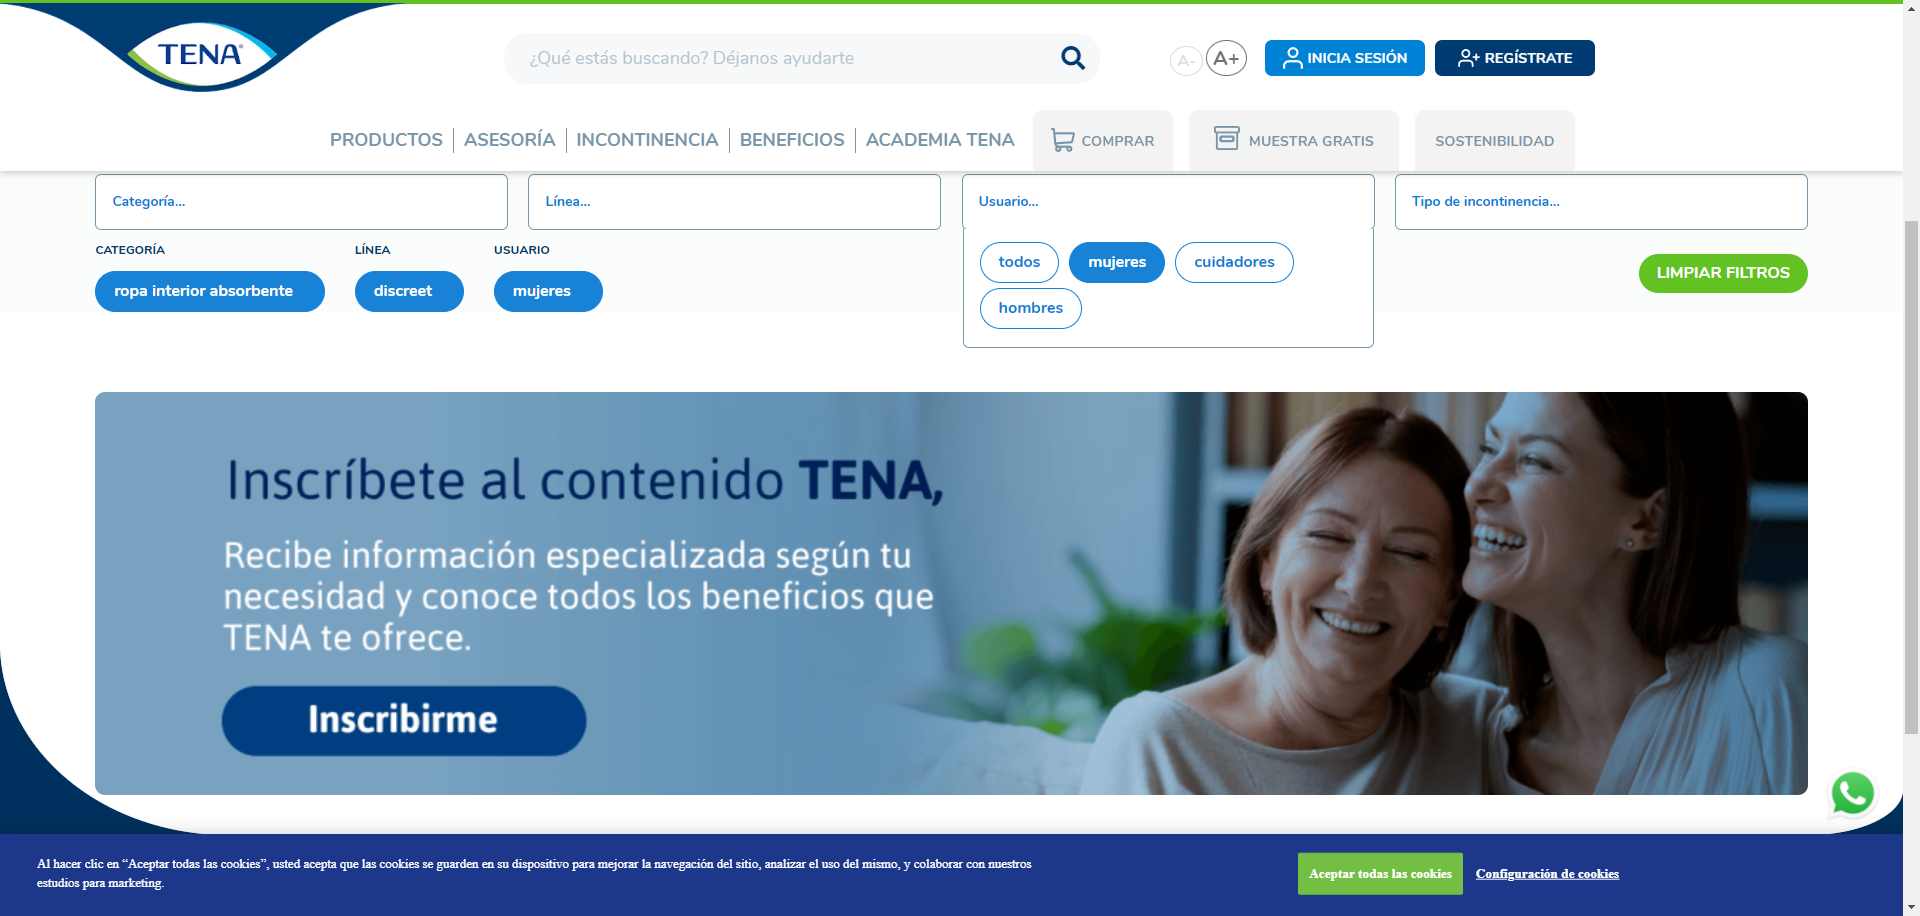 TENA®
¿Qué estás buscando? Déjanos ayudarte
A-
A+
INICIA SESIÓN
REGÍSTRATE
PRODUCTOS
ASESORÍA
INCONTINENCIA
BENEFICIOS
ACADEMIA TENA
COMPRAR
MUESTRA GRATIS
SOSTENIBILIDAD
Categoría...
Línea...
Usuario...
Tipo de incontinencia...
CATEGORÍA
ropa interior absorbente
LÍNEA
discreet
USUARIO
mujeres
todos
mujeres
cuidadores
hombres
LIMPIAR FILTROS
Inscríbete al contenido TENA,
Recibe información especializada según tu
necesidad y conoce todos los beneficios que
TENA te ofrece.
Inscribirme
Al hacer clic en “Aceptar todas las cookies”, usted acepta que las cookies se guarden en su dispositivo para mejorar la navegación del sitio, analizar el uso del mismo, y colaborar con nuestros
estudios para marketing.
Aceptar todas las cookies
Configuración de cookies